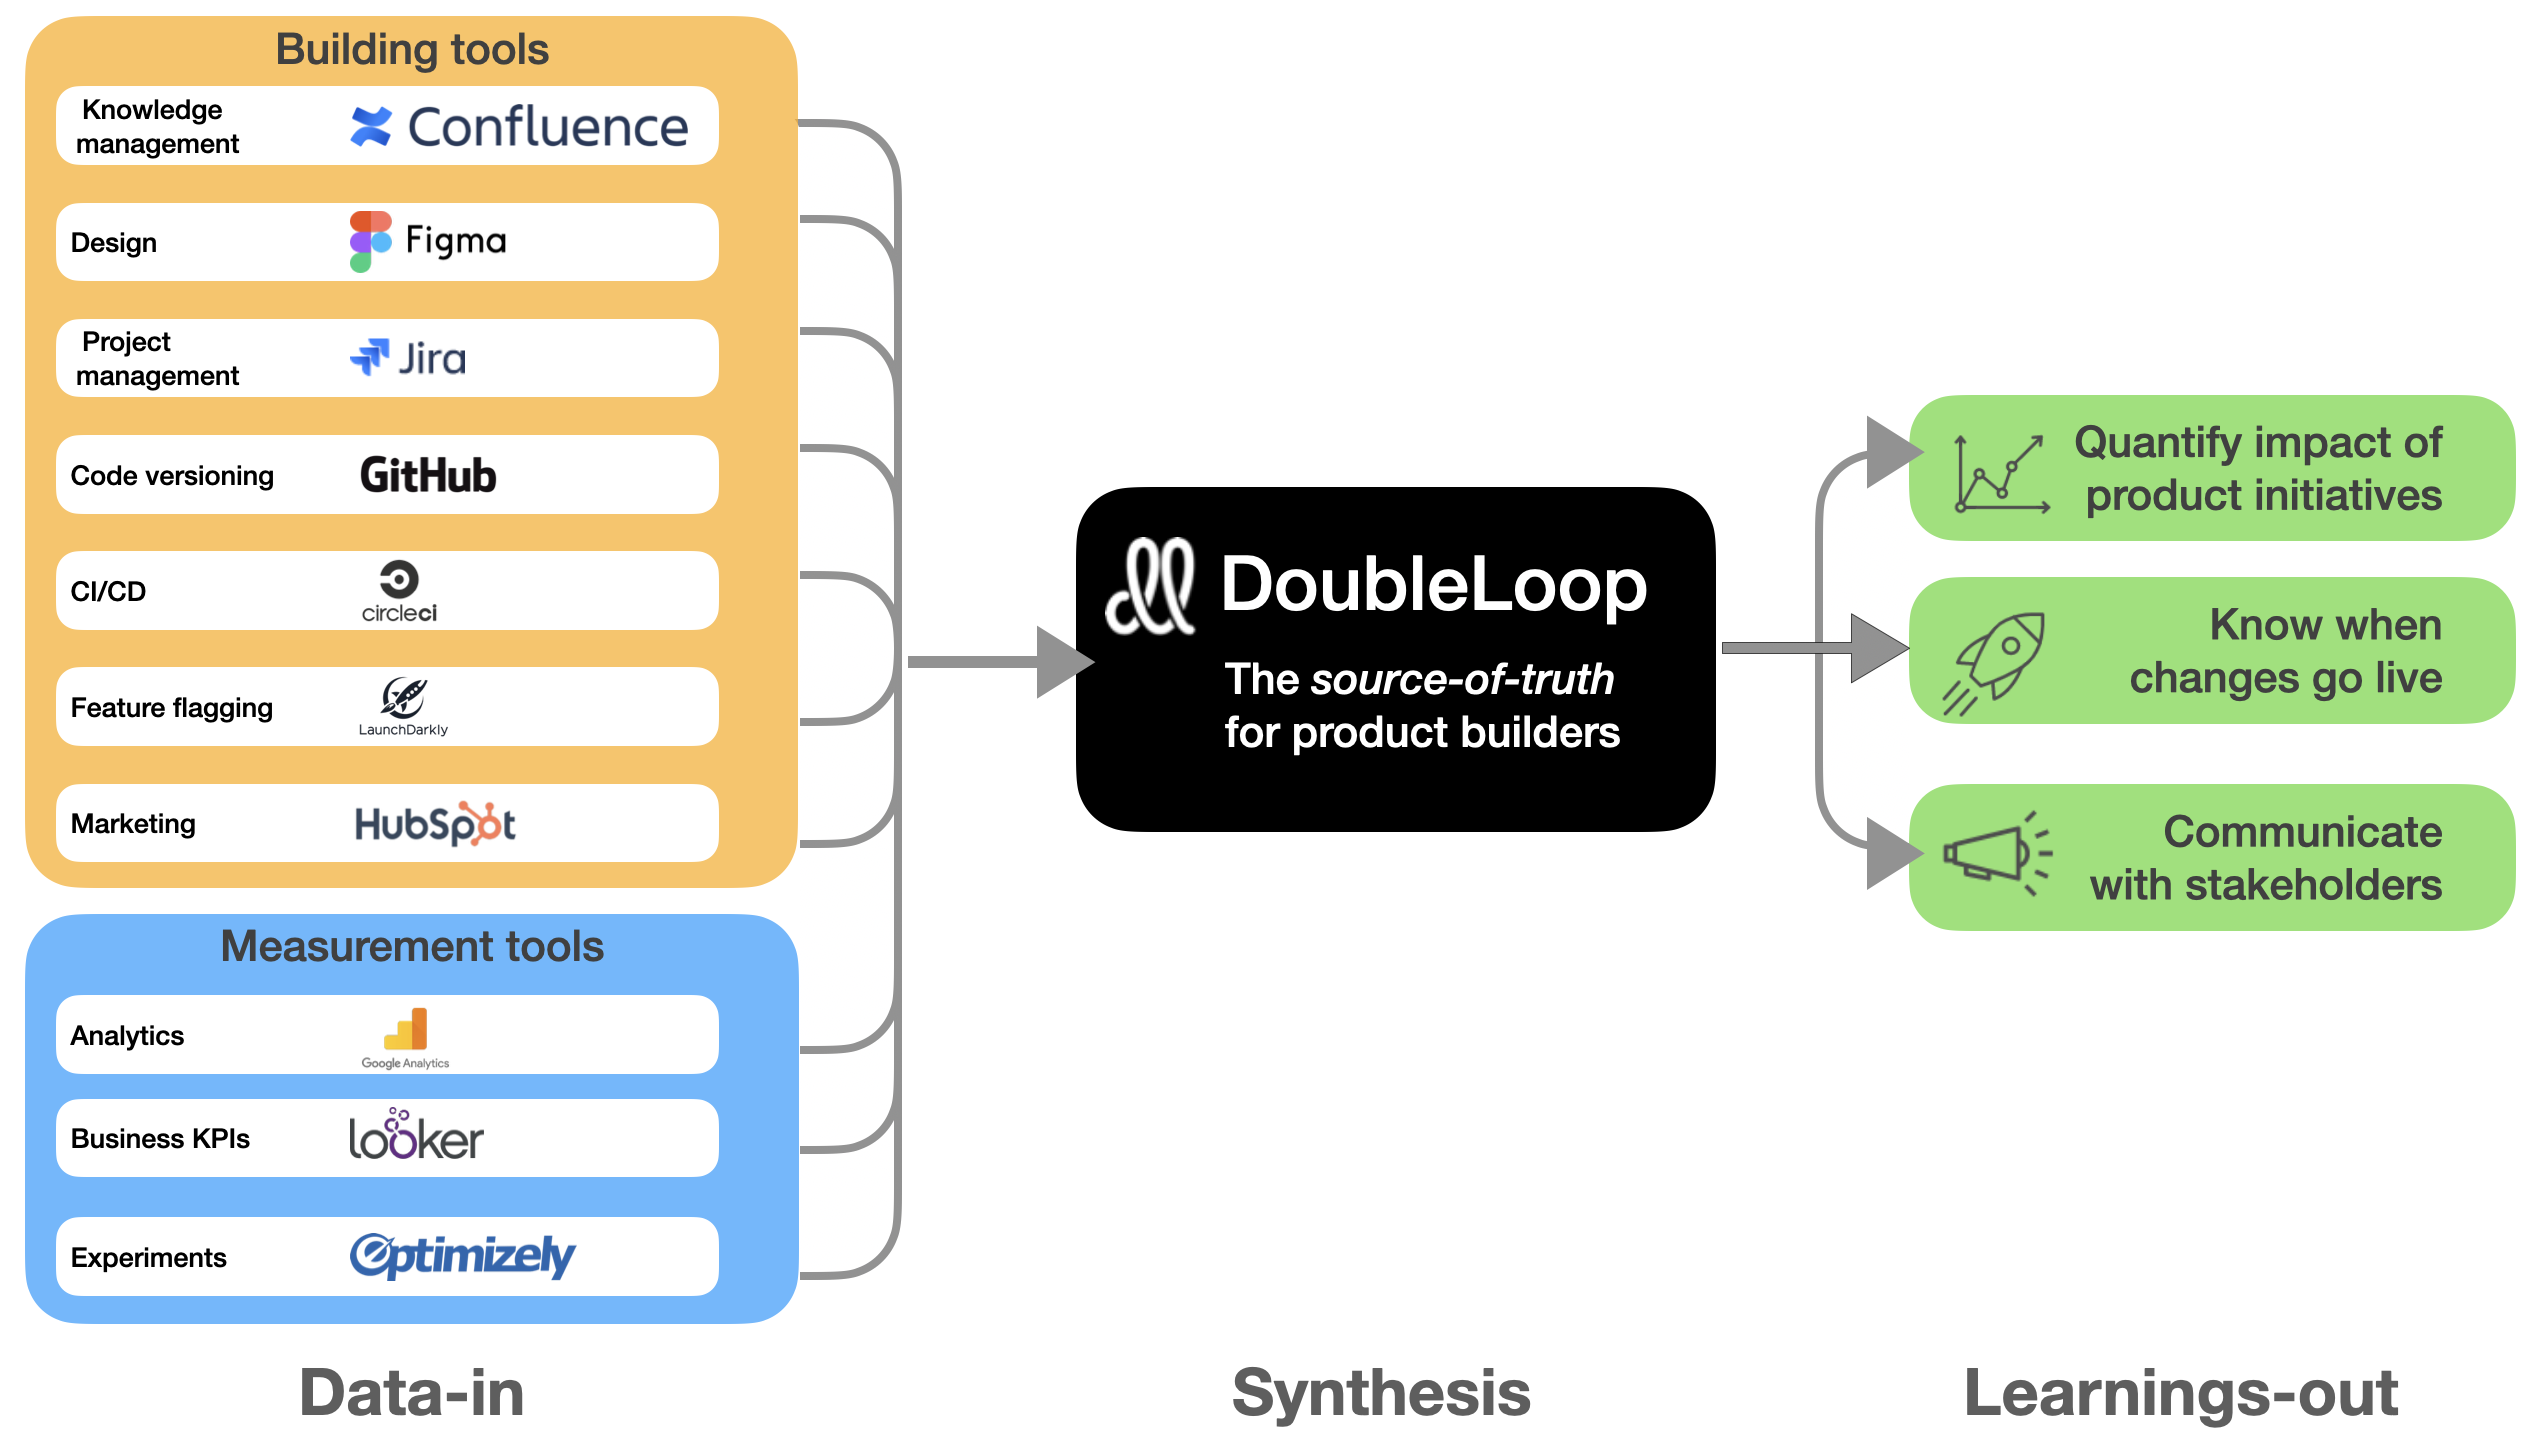 Building tools
Knowledge
management
Confluence
Design
Figma
Project
management
Jira
Code versioning
GitHub
CI/CD
circleci
Feature flagging
LaunchDarkly
Marketing
HubSpot
Measurement tools
Analytics
Google Analytics
Business KPIs
looker
Experiments
Optimizely
Data-in
DoubleLoop
The source-of-truth
for product builders
Synthesis
Quantify impact of
product initiatives
Know when
changes go live
Communicate
with stakeholders
Learnings-out